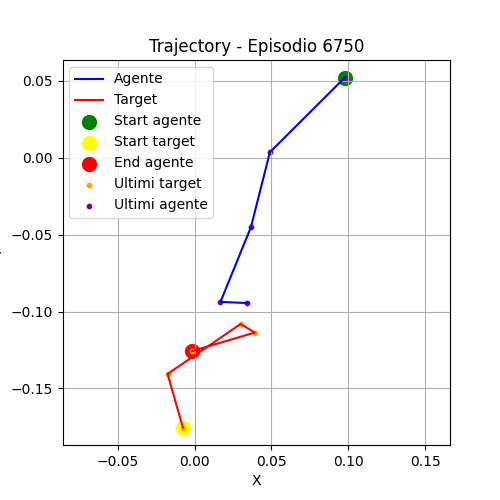 Trajectory - Episodio 6750
Agente
Target
Start agente
Start target
End agente
Ultimi target
Ultimi agente
0.05
0.00
−0.05
−0.10
−0.15
−0.05
0.00
0.05
0.10
0.15
X